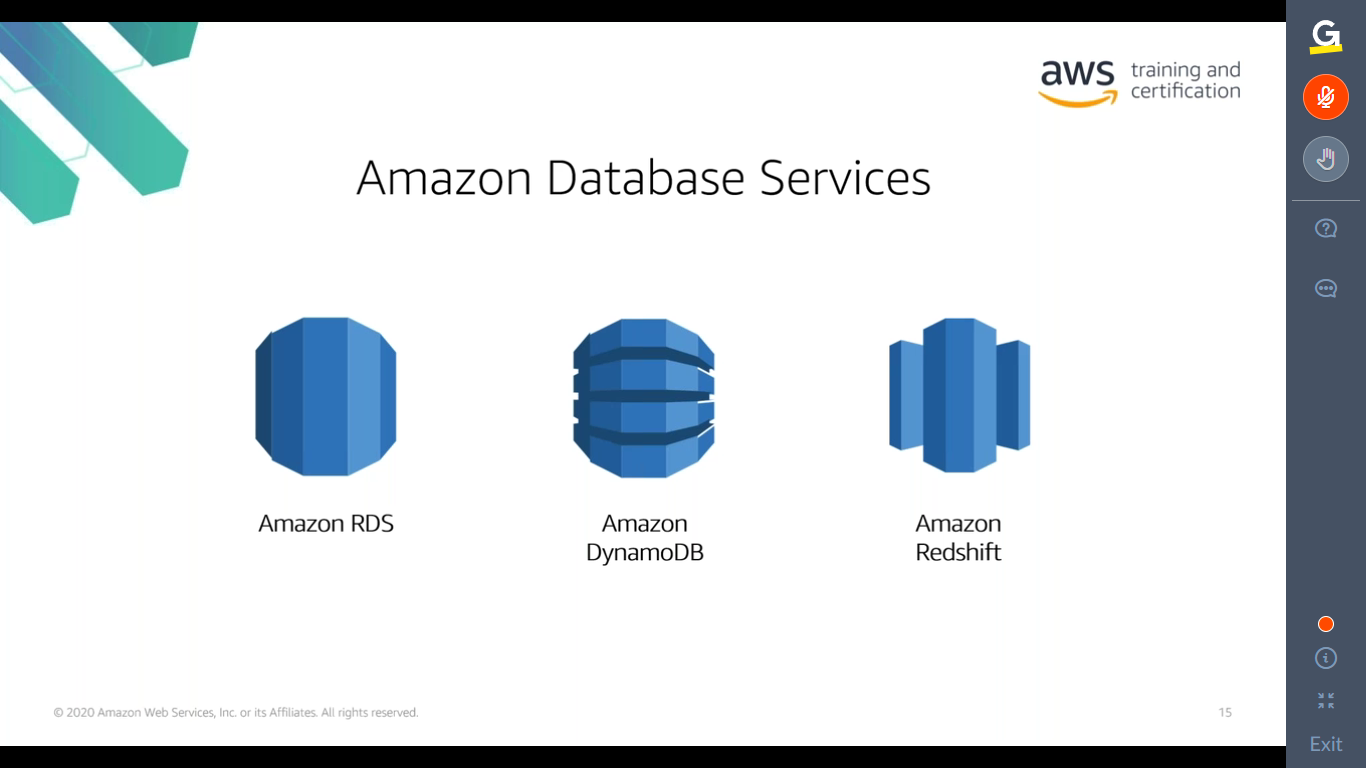 aws training and
certification
Amazon Database Services
Amazon RDS
Amazon
DynamoDB
Amazon
Redshift
© 2020 Amazon Web Services, Inc. or its Affiliates. All rights reserved.
15
G
Exit